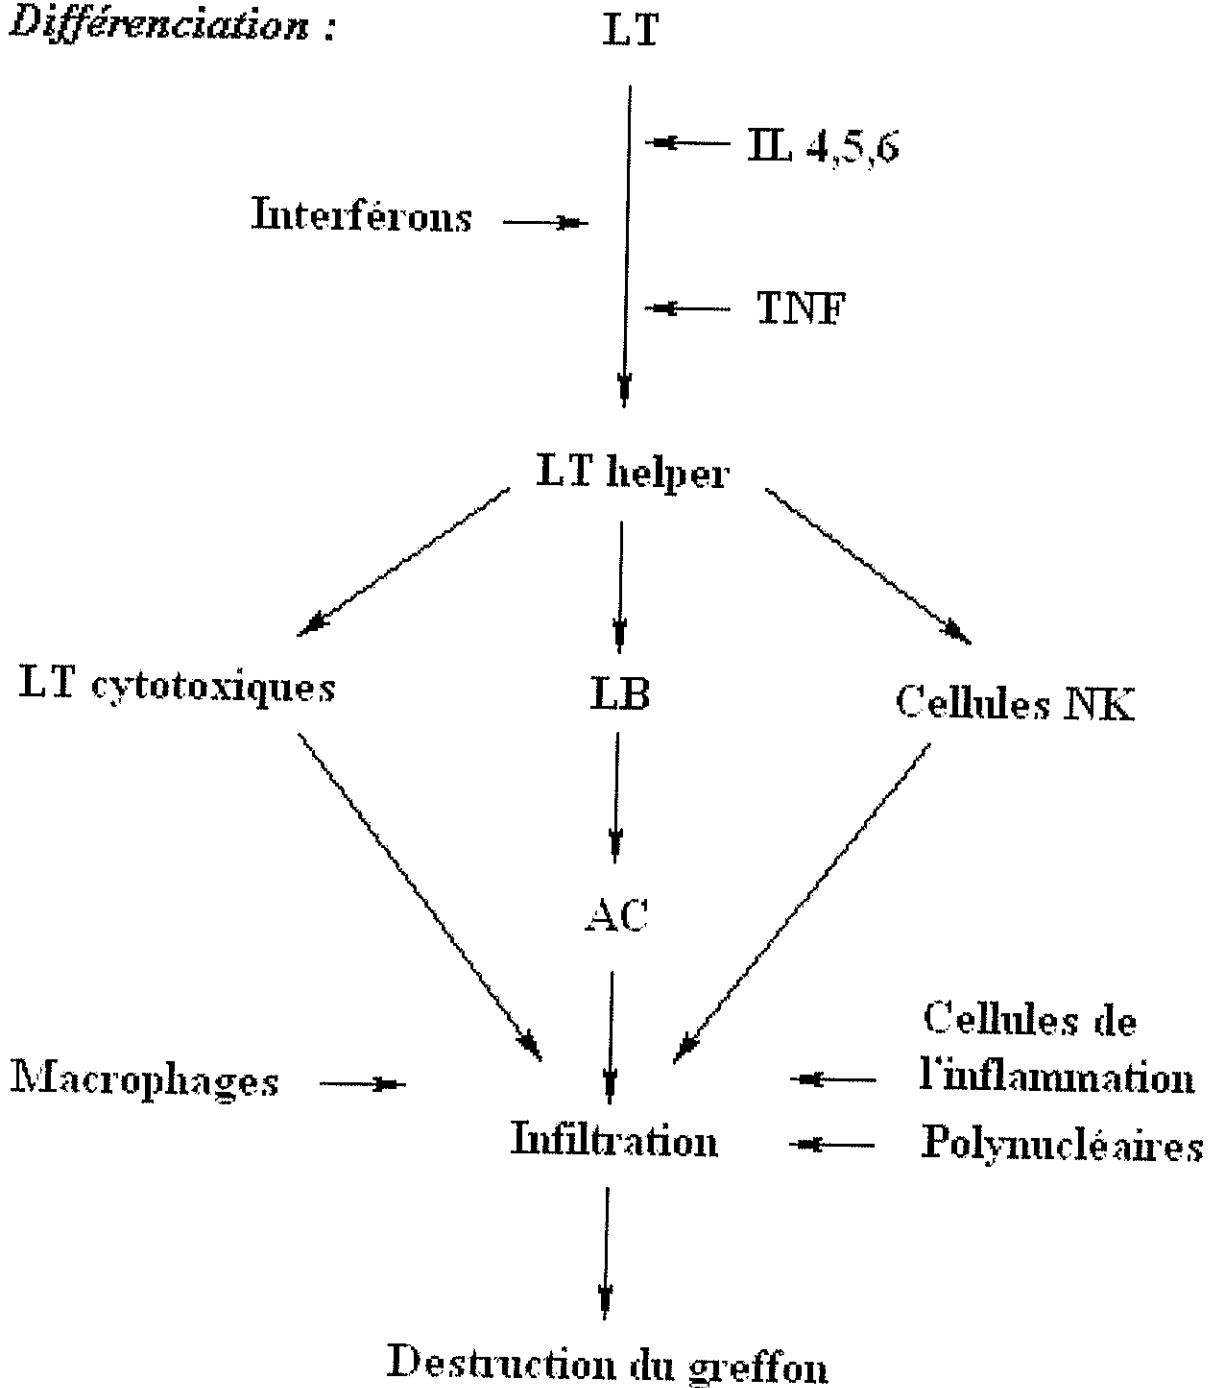 Différenciation :
LT
IL 4,5,6
Interférons
TNF
LT helper
LT cytotoxiques
LB
Cellules NK
AC
Cellules de
l'inflammation
Macrophages
Infiltration
Polynucléaires
Destruction du greffon